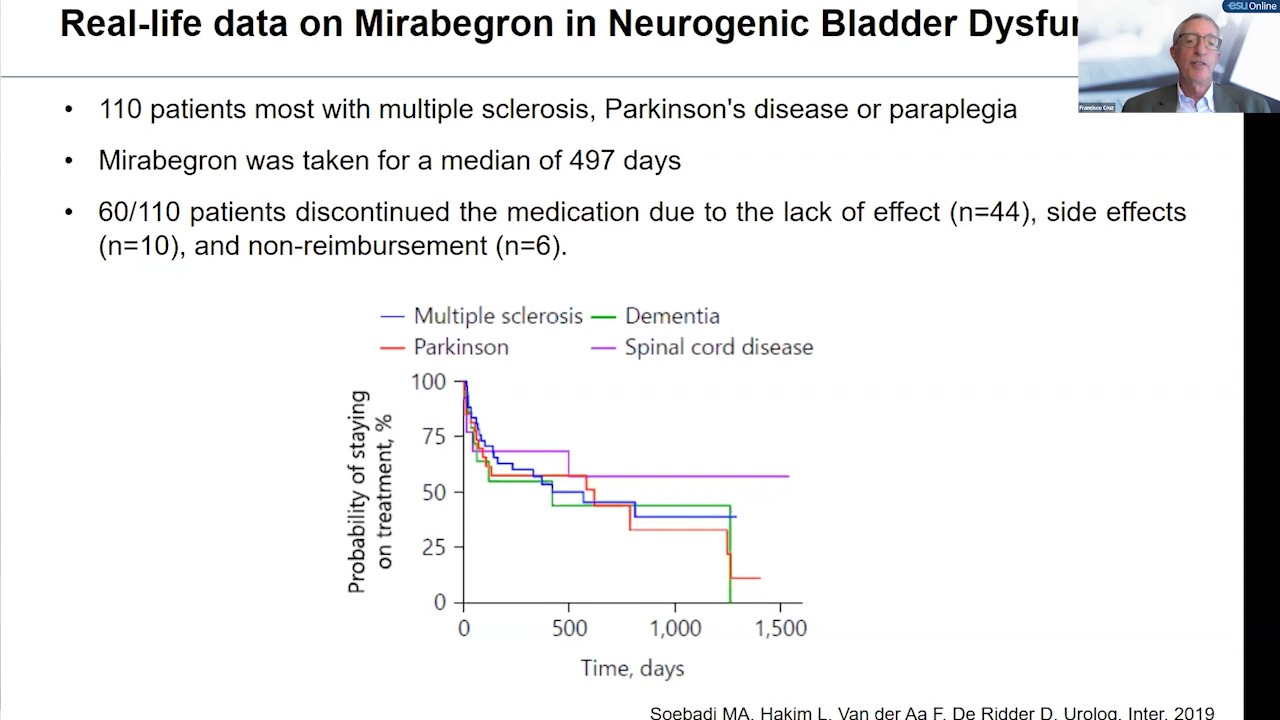 Real-life data on Mirabegron in Neurogenic Bladder Dysfun
esu Online
Francisco Cruz
• 110 patients most with multiple sclerosis, Parkinson's disease or paraplegia
• Mirabegron was taken for a median of 497 days
• 60/110 patients discontinued the medication due to the lack of effect (n=44), side effects
(n=10), and non-reimbursement (n=6).
Multiple sclerosis
Dementia
Parkinson
Spinal cord disease
Probability of staying
on treatment, %
100
75
50
25
0
0 500 1,000 1,500
Time, days
Soebadi MA, Hakim L, Van der Aa F, De Ridder D. Urolog. Inter. 2019